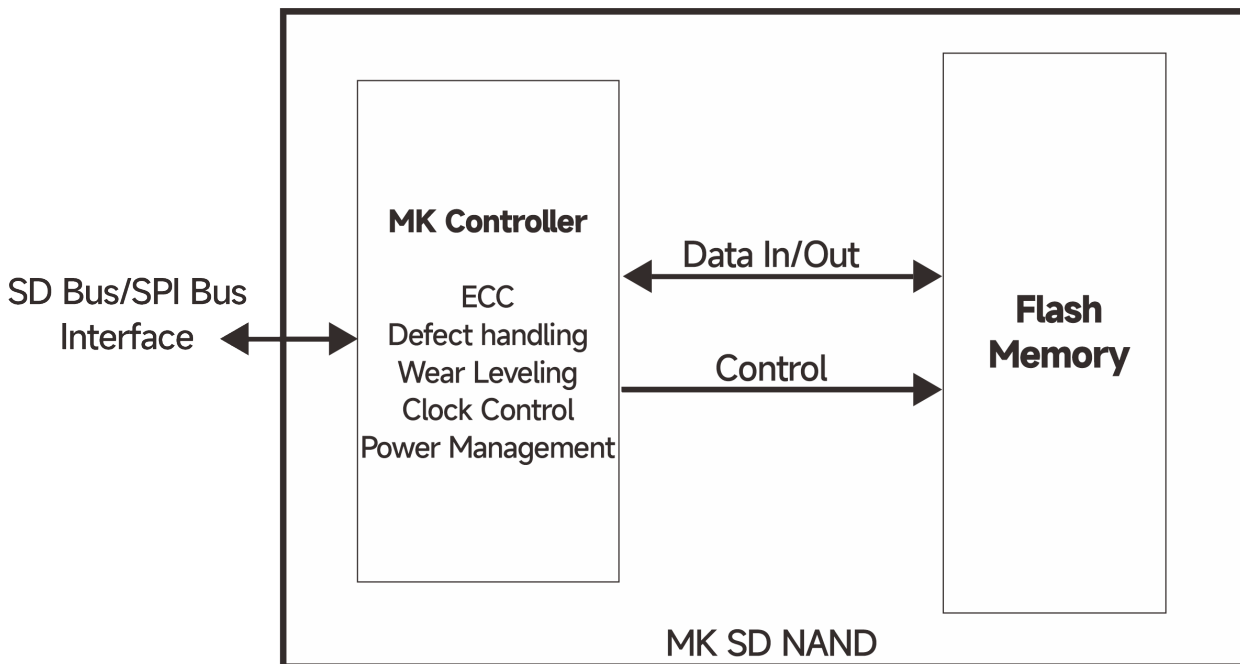 SD Bus/SPI Bus
Interface
MK Controller
ECC
Defect handling
Wear Leveling
Clock Control
Power Management
Data In/Out
Control
Flash
Memory
MK SD NAND